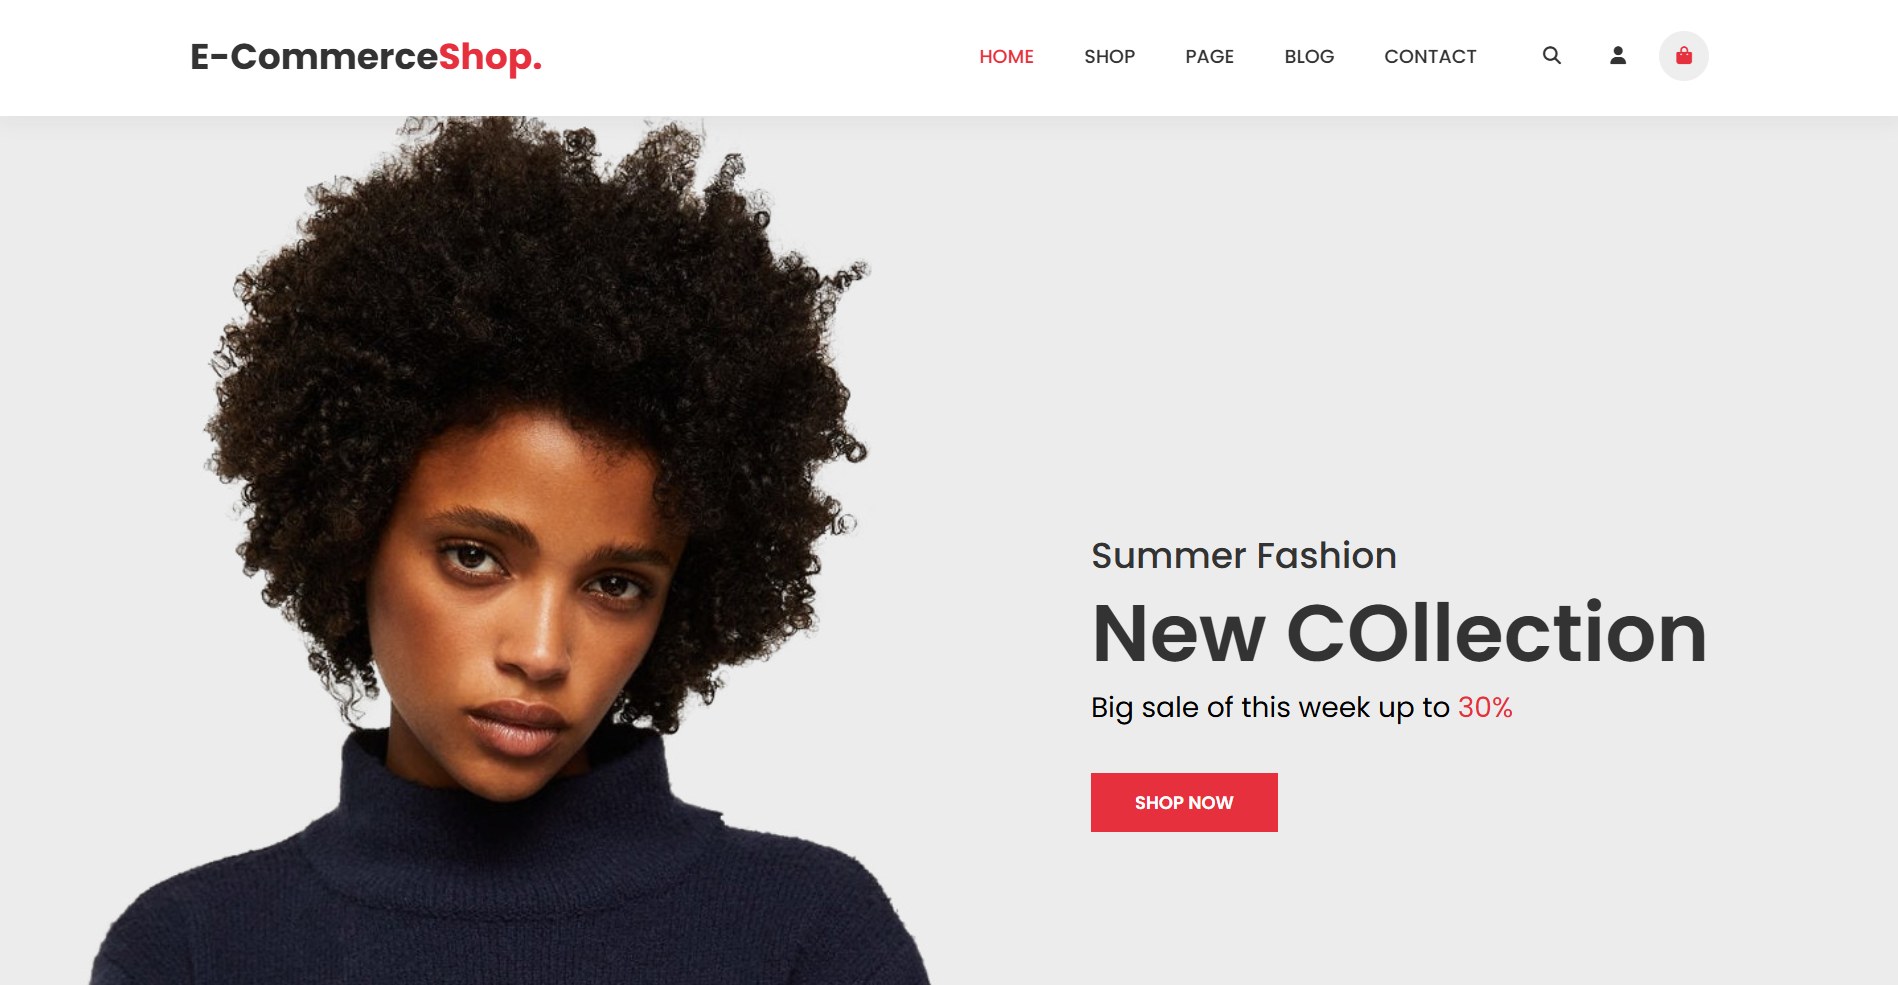 E-CommerceShop.
HOME SHOP PAGE BLOG CONTACT
Summer Fashion
New COllection
Big sale of this week up to 30%
SHOP NOW